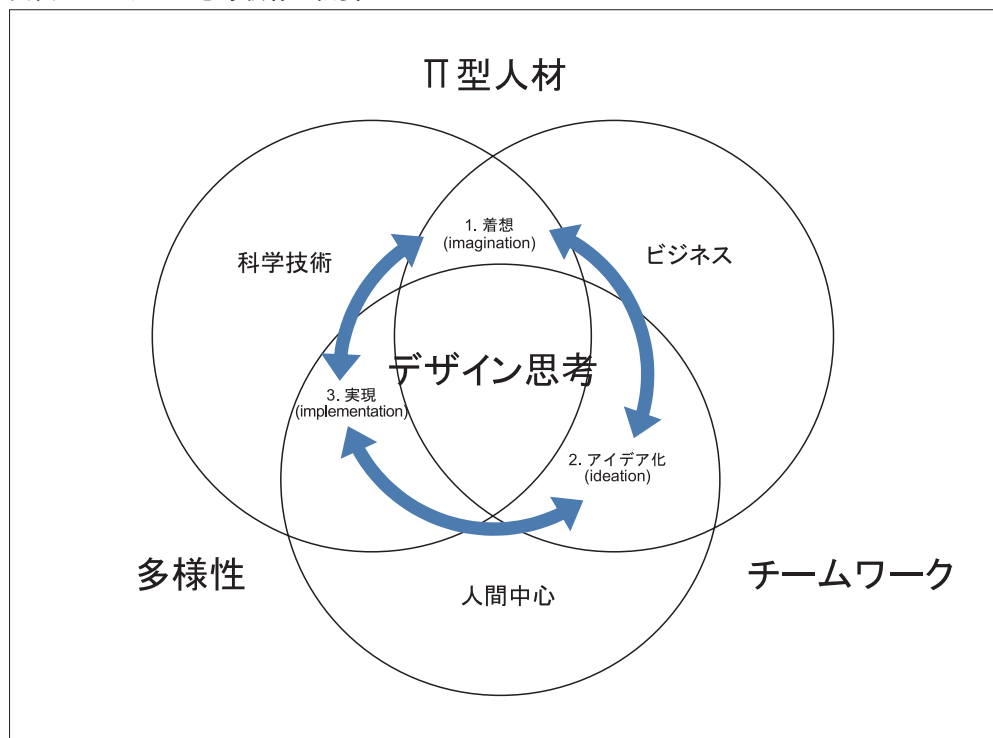 Π型人材
1. 着想
(imagination)
科学技術
ビジネス
デザイン思考
3. 実現
(implementation)
2. アイデア化
(ideation)
多様性
チームワーク
人間中心